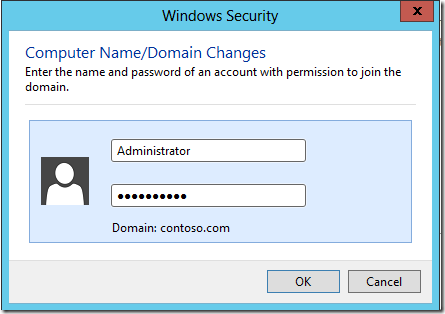 Windows Security
x
Computer Name/Domain Changes
Enter the name and password of an account with permission to join the
domain.
Administrator
●●●●●●●●●●
Domain: contoso.com
OK
Cancel